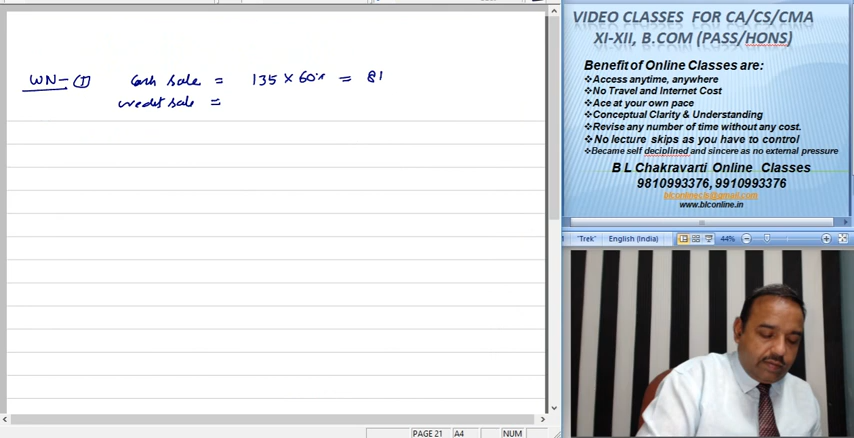 WN-① Cash sale = 135 × 60% = 81
credit sale =
PAGE 21 A4 NUM
VIDEO CLASSES FOR CA/CS/CMA
XI-XII, B.COM (PASS/HONS)
Benefit of Online Classes are:
❖Access anytime, anywhere
❖No Travel and Internet Cost
❖Ace at your own pace
❖Conceptual Clarity & Understanding
❖Revise any number of time without any cost.
❖No lecture skips as you have to control
❖Became self deciplined and sincere as no external pressure
B L Chakravarti Online Classes
9810993376, 9910993376
www.blconline.in
"Trek" English (India) 44%